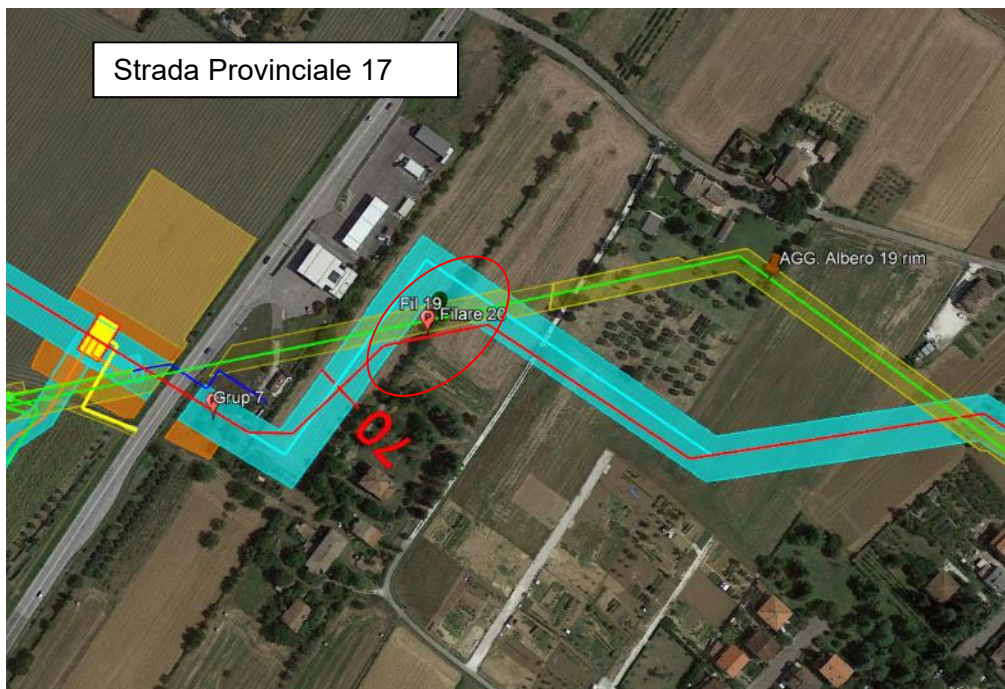 Strada Provinciale 17
AGG. Albero 19 rim
Fil 19
P
Filare 20
Grup 7
70